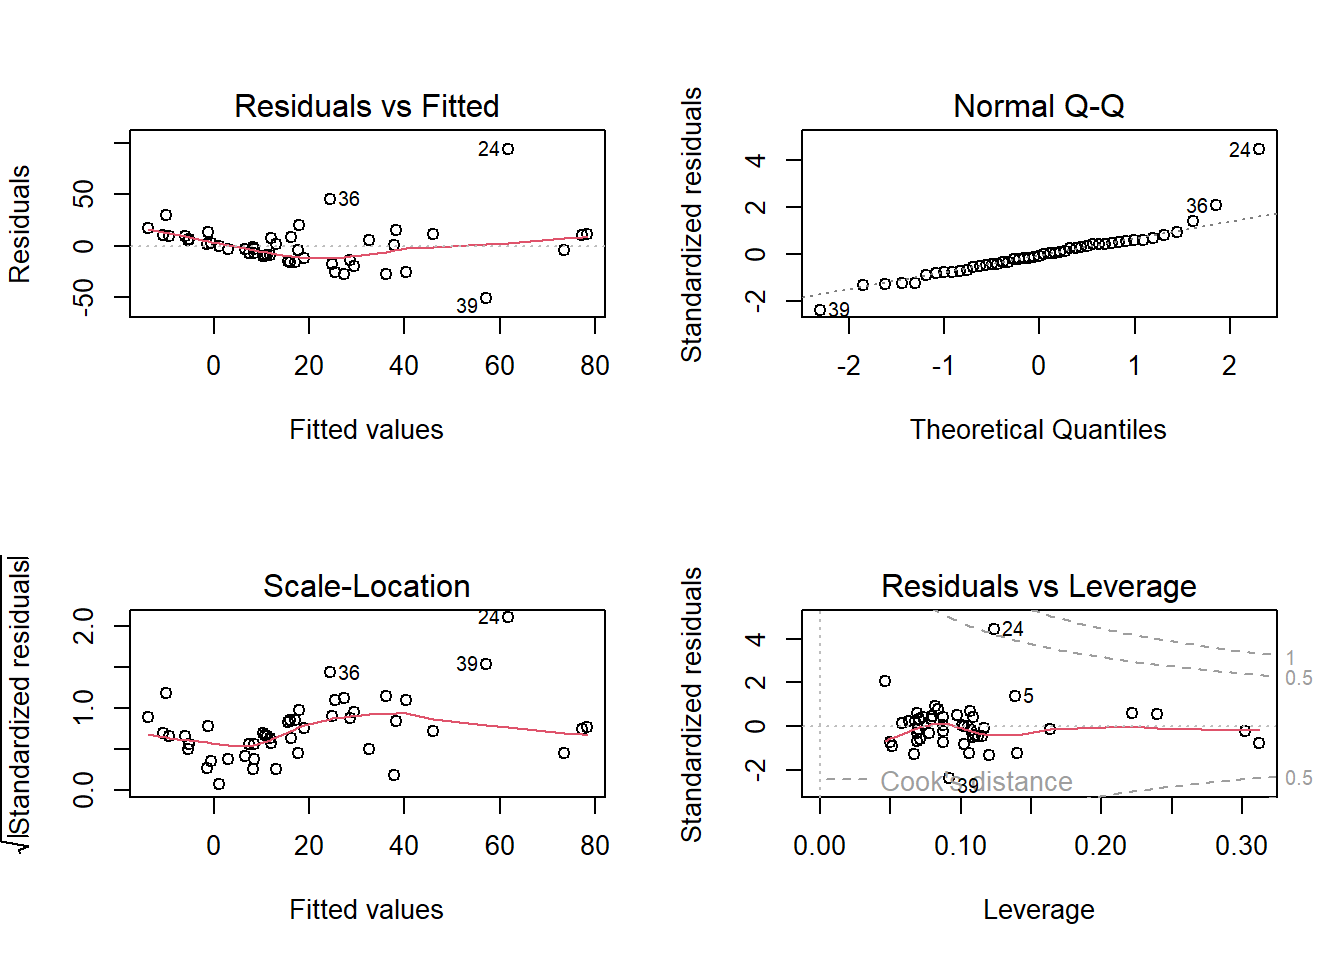 Residuals vs Fitted
Residuals
50
0
-50
24
36
39
0 20 40 60 80
Fitted values
Normal Q-Q
Standardized residuals
4
2
0
-2
24
36
39
-2 -1 0 1 2
Theoretical Quantiles
Scale-Location
√|Standardized residuals|
2.0
1.0
0.0
24
39
36
0 20 40 60 80
Fitted values
Residuals vs Leverage
Standardized residuals
4
2
0
-2
24
5
39
Cook's distance
1
0.5
0.5
0.00 0.10 0.20 0.30
Leverage